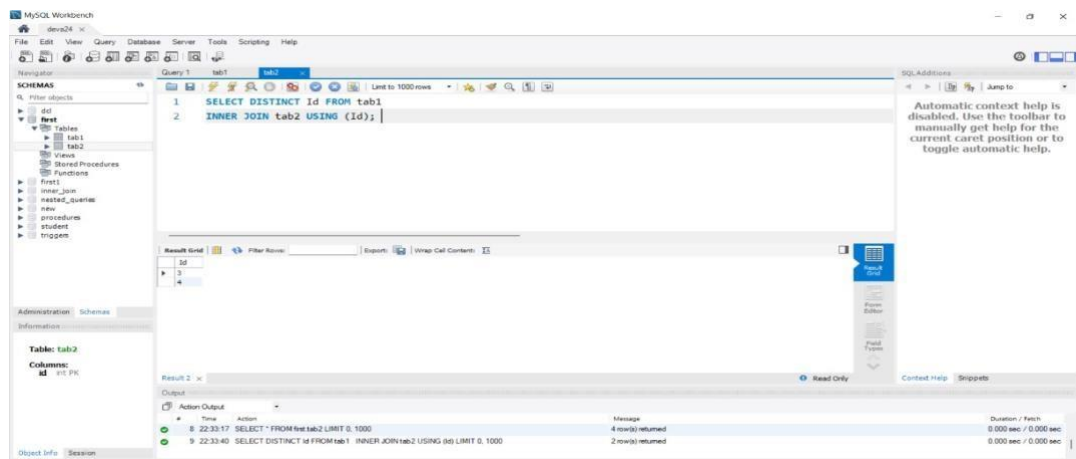 MySQL Workbench
deva24 ×
File Edit View Query Database Server Tools Scripting Help
Navigator
SCHEMAS
Filter objects
dcl
first
Tables
tab1
tab2
Views
Stored Procedures
Functions
first1
inner_join
nested_queries
new
procedures
student
triggers
Administration Schemas
Information
Table: tab2
Columns:
id int PK
Object Info Session
Query 1 tab1 tab2 ×
Limit to 1000 rows
1 SELECT DISTINCT Id FROM tab1
2 INNER JOIN tab2 USING (Id);
Result Grid Filter Rows: Export: Wrap Cell Content:
Id
3
4
Result Grid
Form Editor
Field Types
Result 2 × Read Only
Output
Action Output
# Time Action Message Duration / Fetch
8 22:33:17 SELECT * FROM first.tab2 LIMIT 0, 1000 4 row(s) returned 0.000 sec / 0.000 sec
9 22:33:40 SELECT DISTINCT Id FROM tab1 INNER JOIN tab2 USING (Id) LIMIT 0, 1000 2 row(s) returned 0.000 sec / 0.000 sec
SQLAdditions
Jump to
Automatic context help is
disabled. Use the toolbar to
manually get help for the
current caret position or to
toggle automatic help.
Context Help Snippets